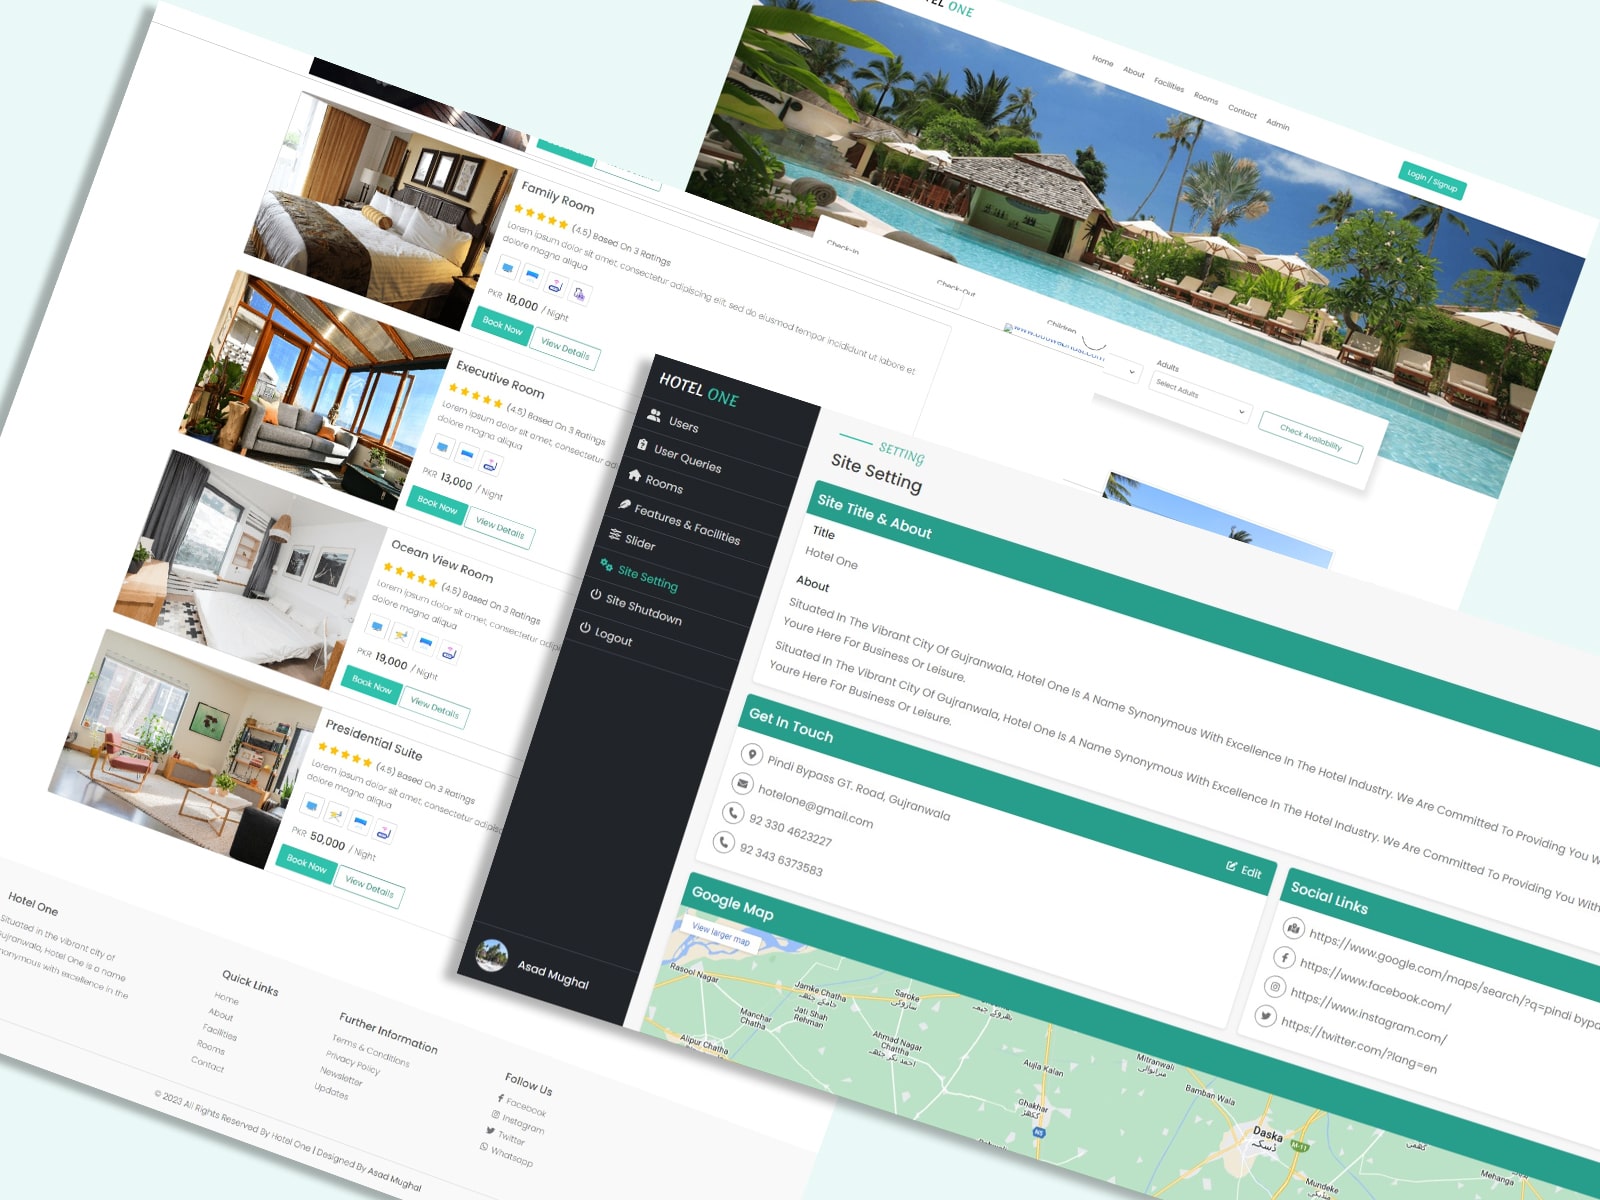 HOTEL ONE
Home
About
Facilities
Rooms
Contact
Admin
Login / Signup
Check-in
Check-Out
Children
Adults
Select Adults
Check Availability
Family Room
(4.5) Based On 3 Ratings
Lorem ipsum dolor sit amet, consectetur adipiscing elit, sed do eiusmod tempor incididunt ut labore et
dolore magna aliqua
PKR 18,000 / Night
Book Now
View Details
Executive Room
(4.5) Based On 3 Ratings
Lorem ipsum dolor sit amet, consectetur
dolore magna aliqua
PKR 13,000 / Night
Book Now
View Details
Ocean View Room
(4.5) Based On 3 Ratings
Lorem ipsum dolor sit amet, consectetur
dolore magna aliqua
PKR 19,000 / Night
Book Now
View Details
Presidential Suite
(4.5) Based On 3 Ratings
Lorem ipsum dolor sit amet, consectetur
dolore magna aliqua
PKR 50,000 / Night
Book Now
View Details
Hotel One
Situated in the vibrant city of
Gujranwala, Hotel One is a name
synonymous with excellence in the
Quick Links
Home
About
Facilities
Rooms
Contact
Further Information
Terms & Conditions
Privacy Policy
Newsletter
Updates
Follow Us
Facebook
Instagram
Twitter
Whatsapp
© 2023 All Rights Reserved By Hotel One | Designed By Asad Mughal
HOTEL ONE
Users
User Queries
Rooms
Features & Facilities
Slider
Site Setting
Site Shutdown
Logout
Asad Mughal
SETTING
Site Setting
Site Title & About
Title
Hotel One
About
Situated In The Vibrant City Of Gujranwala, Hotel One Is A Name Synonymous With Excellence In The Hotel Industry. We Are Committed To Providing You W
Youre Here For Business Or Leisure.
Situated In The Vibrant City Of Gujranwala, Hotel One Is A Name Synonymous With Excellence In The Hotel Industry. We Are Committed To Providing You With
Youre Here For Business Or Leisure.
Get In Touch
Edit
Pindi Bypass GT. Road, Gujranwala
hotelone@gmail.com
92 330 4623227
92 343 6373583
Social Links
https://www.google.com/maps/search/?q=pindi bypa
https://www.facebook.com/
https://www.instagram.com/
https://twitter.com/?lang=en
Google Map
View larger map
Rasool Nagar
Jamke Chatha
جامکے چٹھہ
Saroke
ساروکی
Manchar
Chatha
Jati Shah
Rehman
Alipur Chatha
Ahmad Nagar
Chattha
احمد نگر چٹھہ
Aujla Kalan
Ghakhar
گکھڑ
N5
Mitranwali
متراںوالی
Bamban Wala
Daska
ڈسکہ
M-11
Mundeke
منڈیکی
Mehanga